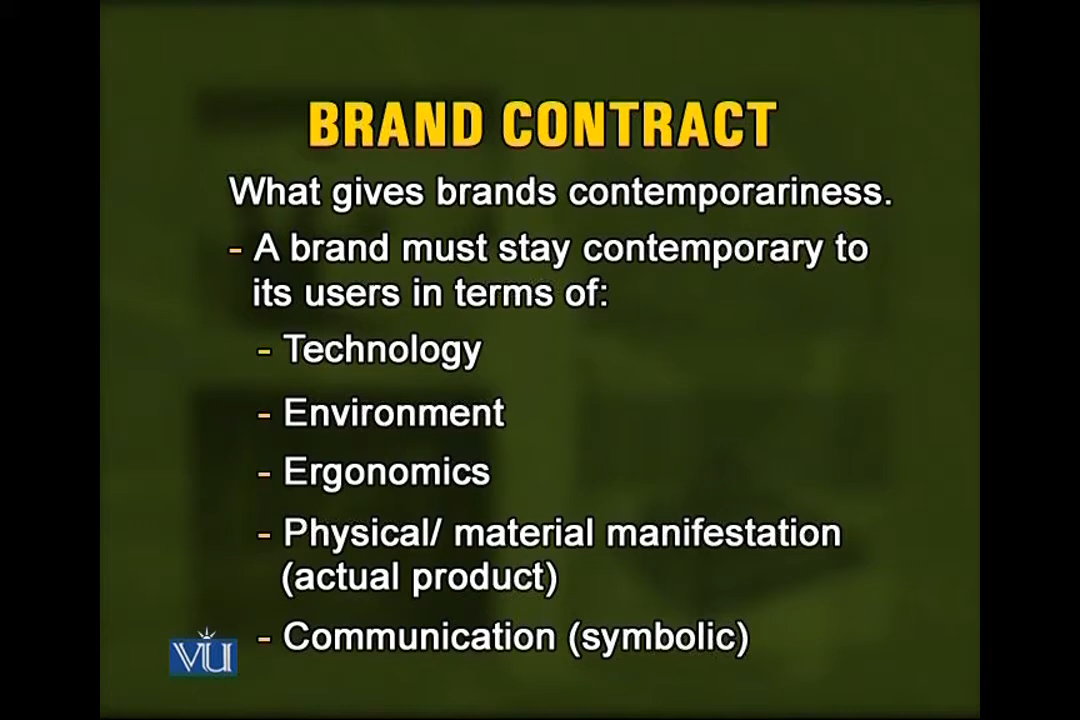 BRAND CONTRACT
What gives brands contemporariness.
- A brand must stay contemporary to
its users in terms of:
- Technology
- Environment
- Ergonomics
- Physical/ material manifestation
(actual product)
- Communication (symbolic)
VU